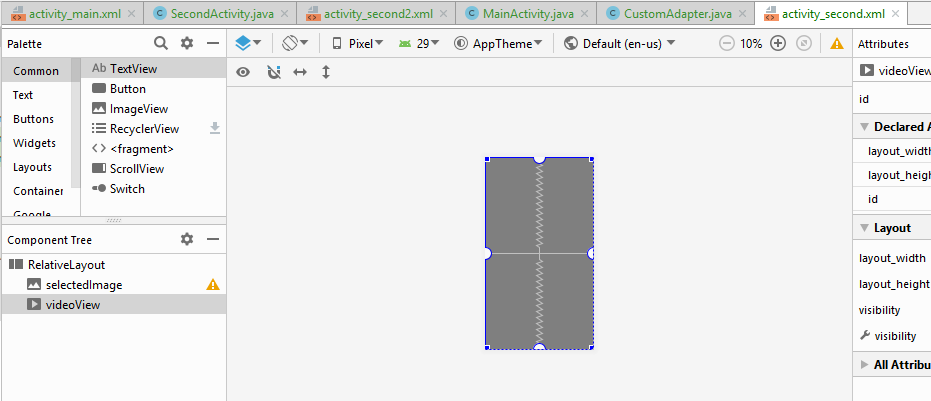 activity_main.xml SecondActivity.java activity_second2.xml MainActivity.java CustomAdapter.java activity_second.xml
Palette
Pixel 29 AppTheme Default (en-us) 10%
Attributes
Common
Text
Buttons
Widgets
Layouts
Container
Google
Ab TextView
Button
ImageView
RecyclerView
<fragment>
ScrollView
Switch
Component Tree
RelativeLayout
selectedImage
videoView
videoView
id
Declared A
layout_width
layout_heigh
id
Layout
layout_width
layout_height
visibility
visibility
All Attribu